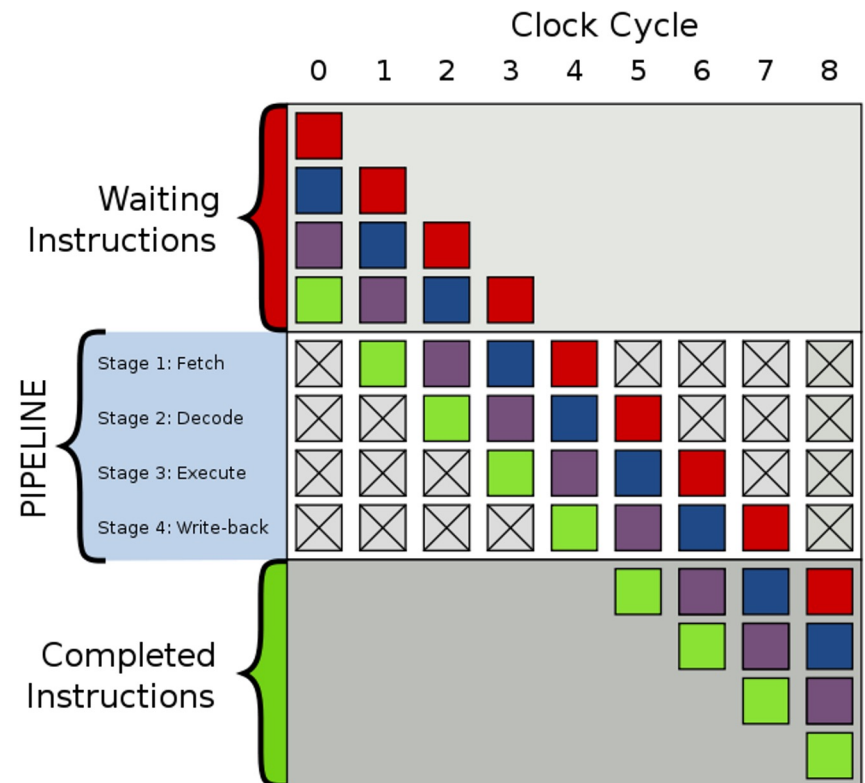 Clock Cycle
0 1 2 3 4 5 6 7 8
Waiting
Instructions
PIPELINE
Stage 1: Fetch
Stage 2: Decode
Stage 3: Execute
Stage 4: Write-back
Completed
Instructions